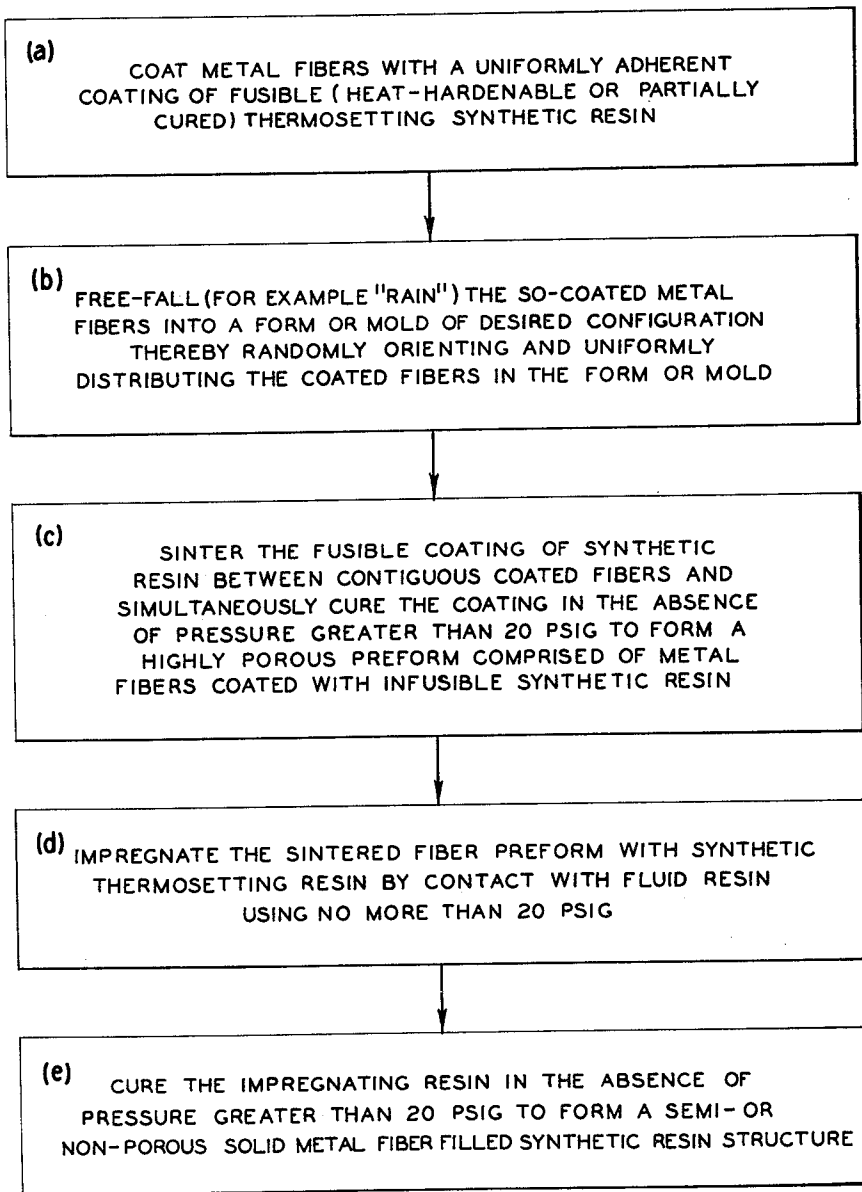 (a)
COAT METAL FIBERS WITH A UNIFORMLY ADHERENT
COATING OF FUSIBLE (HEAT-HARDENABLE OR PARTIALLY
CURED) THERMOSETTING SYNTHETIC RESIN
(b)
FREE-FALL (FOR EXAMPLE "RAIN") THE SO-COATED METAL
FIBERS INTO A FORM OR MOLD OF DESIRED CONFIGURATION
THEREBY RANDOMLY ORIENTING AND UNIFORMLY
DISTRIBUTING THE COATED FIBERS IN THE FORM OR MOLD
(c)
SINTER THE FUSIBLE COATING OF SYNTHETIC
RESIN BETWEEN CONTIGUOUS COATED FIBERS AND
SIMULTANEOUSLY CURE THE COATING IN THE ABSENCE
OF PRESSURE GREATER THAN 20 PSIG TO FORM A
HIGHLY POROUS PREFORM COMPRISED OF METAL
FIBERS COATED WITH INFUSIBLE SYNTHETIC RESIN
(d)
IMPREGNATE THE SINTERED FIBER PREFORM WITH SYNTHETIC
THERMOSETTING RESIN BY CONTACT WITH FLUID RESIN
USING NO MORE THAN 20 PSIG
(e)
CURE THE IMPREGNATING RESIN IN THE ABSENCE OF
PRESSURE GREATER THAN 20 PSIG TO FORM A SEMI- OR
NON-POROUS SOLID METAL FIBER FILLED SYNTHETIC RESIN STRUCTURE